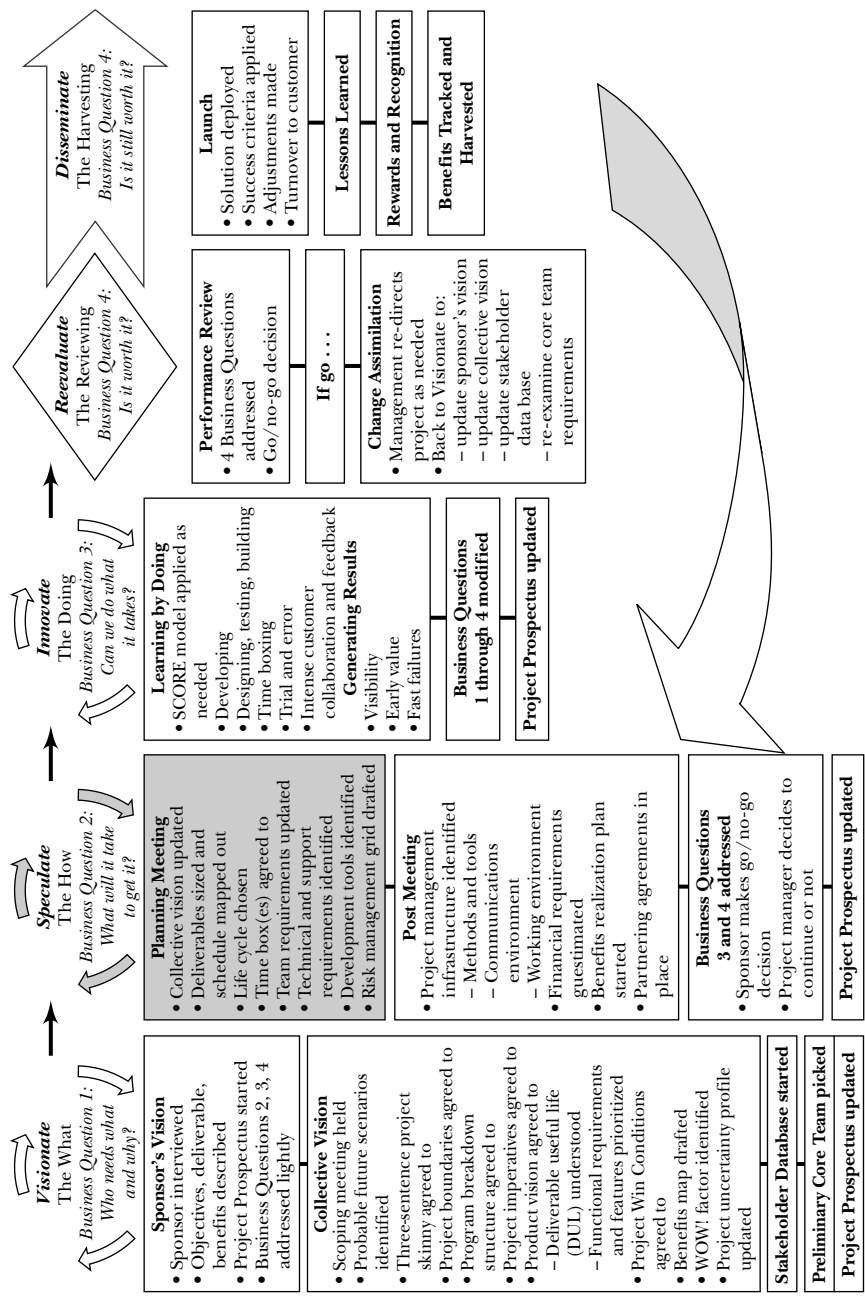 Visionate
The What
Business Question 1:
Who needs what
and why?
Sponsor's Vision
• Sponsor interviewed
• Objectives, deliverable,
benefits described
• Project Prospectus started
• Business Questions 2, 3, 4
addressed lightly
Collective Vision
• Scoping meeting held
• Probable future scenarios
identified
• Three-sentence project
skinny agreed to
• Project boundaries agreed to
• Program breakdown
structure agreed to
• Project imperatives agreed to
• Product vision agreed to
– Deliverable useful life
(DUL) understood
– Functional requirements
and features prioritized
• Project Win Conditions
agreed to
• Benefits map drafted
• WOW! factor identified
• Project uncertainty profile
updated
Stakeholder Database started
Preliminary Core Team picked
Project Prospectus updated
Speculate
The How
Business Question 2:
What will it take
to get it?
Planning Meeting
• Collective vision updated
• Deliverables sized and
schedule mapped out
• Life cycle chosen
• Time box(es) agreed to
• Team requirements updated
• Technical and support
requirements identified
• Development tools identified
• Risk management grid drafted
Post Meeting
• Project management
infrastructure identified
– Methods and tools
– Communications
environment
– Working environment
• Financial requirements
guestimated
• Benefits realization plan
started
• Partnering agreements in
place
Business Questions
3 and 4 addressed
• Sponsor makes go/no-go
decision
• Project manager decides to
continue or not
Project Prospectus updated
Innovate
The Doing
Business Question 3:
Can we do what
it takes?
Learning by Doing
• SCORE model applied as
needed
• Developing
• Designing, testing, building
• Time boxing
• Trial and error
• Intense customer
collaboration and feedback
Generating Results
• Visibility
• Early value
• Fast failures
Business Questions
1 through 4 modified
Project Prospectus updated
Reevaluate
The Reviewing
Business Question 4:
Is it worth it?
Performance Review
• 4 Business Questions
addressed
• Go/no-go decision
If go . . .
Change Assimilation
• Management re-directs
project as needed
• Back to Visionate to:
– update sponsor's vision
– update collective vision
– update stakeholder
data base
– re-examine core team
requirements
Disseminate
The Harvesting
Business Question 4:
Is it still worth it?
Launch
• Solution deployed
• Success criteria applied
• Adjustments made
• Turnover to customer
Lessons Learned
Rewards and Recognition
Benefits Tracked and
Harvested